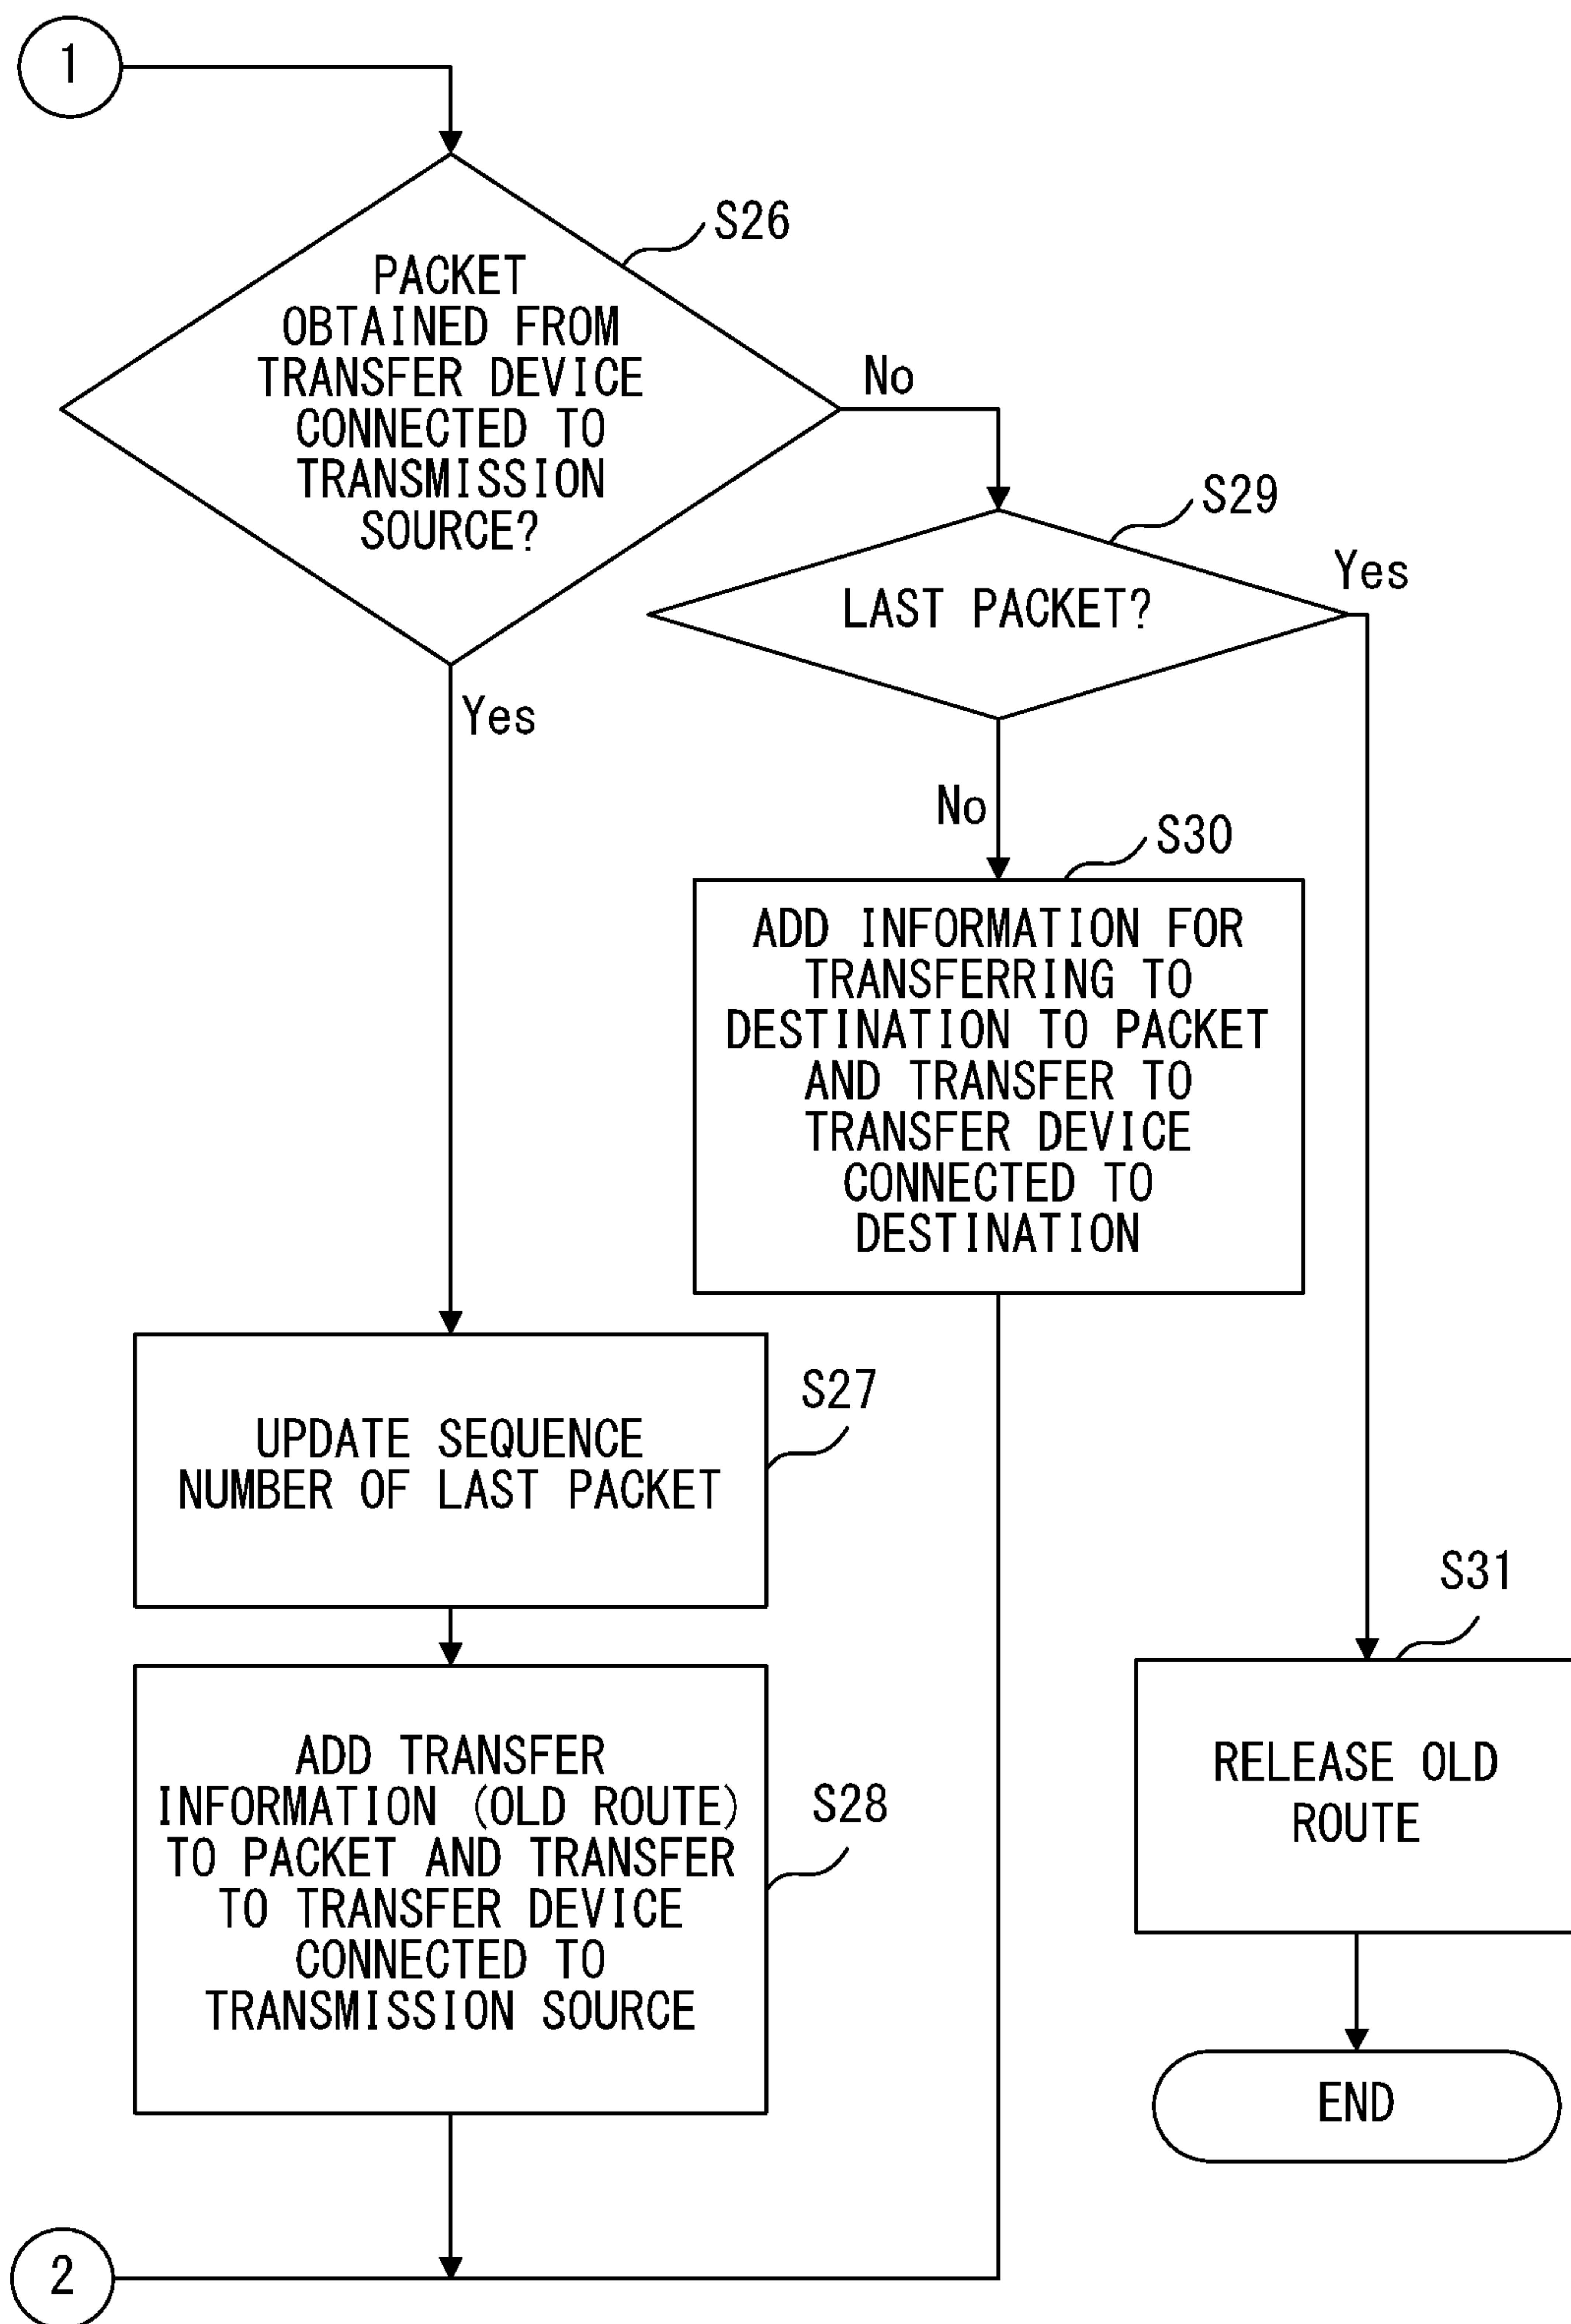 1
S26
PACKET
OBTAINED FROM
TRANSFER DEVICE
CONNECTED TO
TRANSMISSION
SOURCE?
No
Yes
S29
LAST PACKET?
Yes
No
S30
ADD INFORMATION FOR
TRANSFERRING TO
DESTINATION TO PACKET
AND TRANSFER TO
TRANSFER DEVICE
CONNECTED TO
DESTINATION
S27
UPDATE SEQUENCE
NUMBER OF LAST PACKET
S28
ADD TRANSFER
INFORMATION (OLD ROUTE)
TO PACKET AND TRANSFER
TO TRANSFER DEVICE
CONNECTED TO
TRANSMISSION SOURCE
S31
RELEASE OLD
ROUTE
END
2